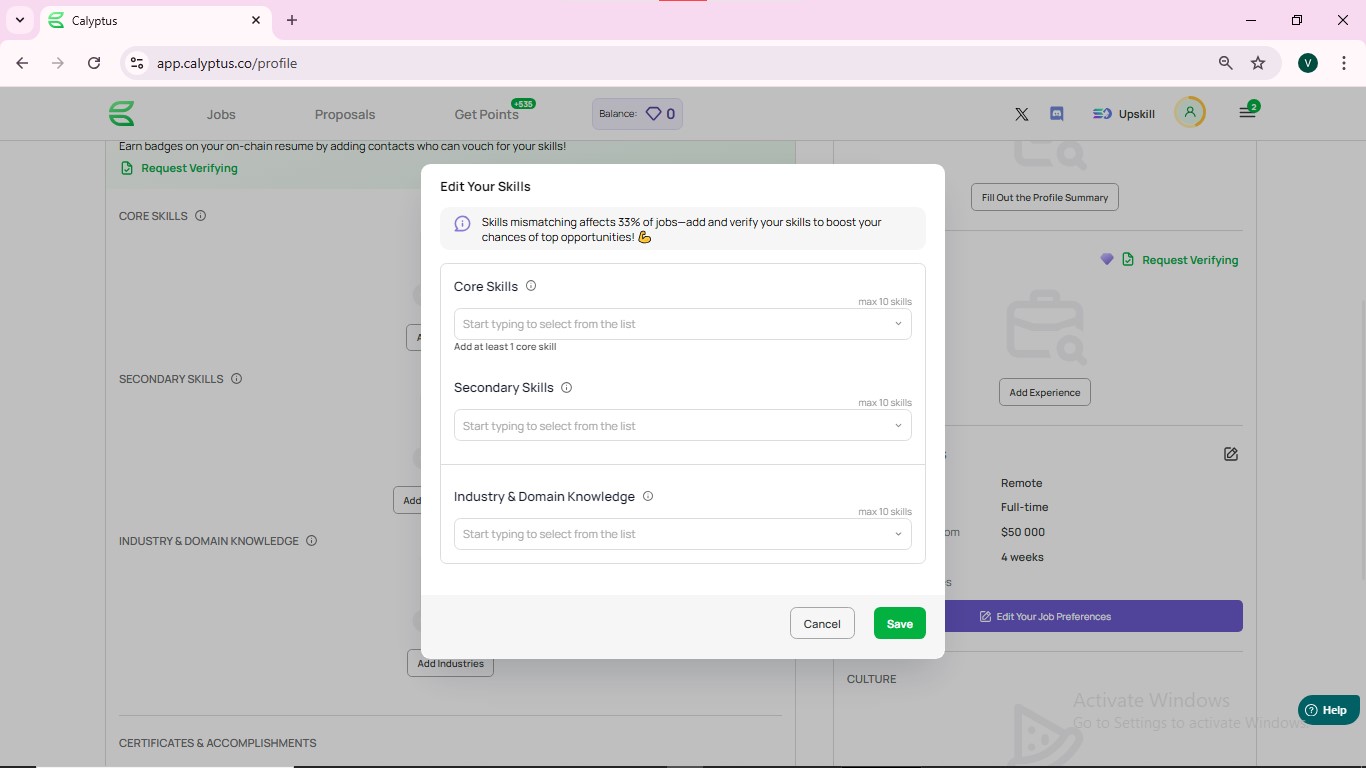 Calyptus
app.calyptus.co/profile
V
Jobs
Proposals
Get Points
+535
Balance: 0
Upskill
2
Earn badges on your on-chain resume by adding contacts who can vouch for your skills!
Request Verifying
CORE SKILLS
SECONDARY SKILLS
Add
INDUSTRY & DOMAIN KNOWLEDGE
Add Industries
CERTIFICATES & ACCOMPLISHMENTS
Edit Your Skills
Skills mismatching affects 33% of jobs—add and verify your skills to boost your
chances of top opportunities! 💪
Core Skills
max 10 skills
Start typing to select from the list
Add at least 1 core skill
Secondary Skills
max 10 skills
Start typing to select from the list
Industry & Domain Knowledge
max 10 skills
Start typing to select from the list
Cancel
Save
Fill Out the Profile Summary
Request Verifying
Add Experience
Remote
Full-time
om $50 000
4 weeks
Edit Your Job Preferences
CULTURE
Activate Windows
Go to Settings to activate Windows.
Help